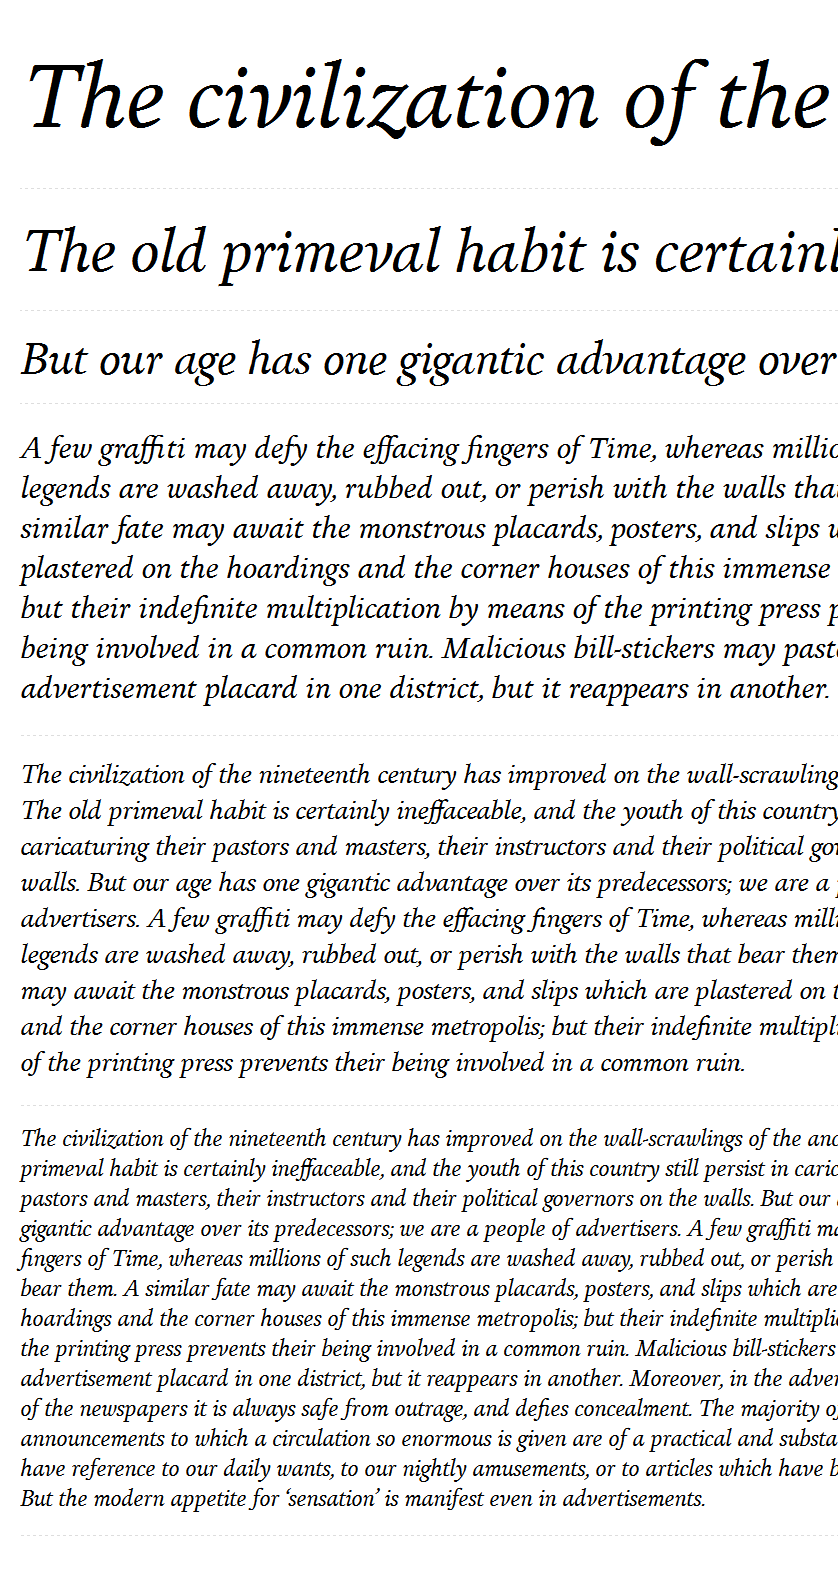 The civilization of the
The old primeval habit is
But our age has one gigantic advantage over
A few graffiti may defy the effacing fingers of Time, whereas
legends are washed away, rubbed out, or perish with the walls
similar fate may await the monstrous placards, posters, and slips
plastered on the hoardings and the corner houses of this immense
but their indefinite multiplication by means of the printing press
being involved in a common ruin. Malicious bill-stickers may
advertisement placard in one district, but it reappears in another.
The civilization of the nineteenth century has improved on the
The old primeval habit is certainly ineffaceable, and the youth of this country
caricaturing their pastors and masters, their instructors and their political
walls. But our age has one gigantic advantage over its predecessors; we are a
advertisers. A few graffiti may defy the effacing fingers of Time, whereas
legends are washed away, rubbed out, or perish with the walls that bear
may await the monstrous placards, posters, and slips which are plastered on
and the corner houses of this immense metropolis; but their indefinite
of the printing press prevents their being involved in a common ruin.
The civilization of the nineteenth century has improved on the wall-scrawlings of the
primeval habit is certainly ineffaceable, and the youth of this country still persist in
pastors and masters, their instructors and their political governors on the walls. But our
gigantic advantage over its predecessors; we are a people of advertisers. A few graffiti
fingers of Time, whereas millions of such legends are washed away, rubbed out, or perish
bear them. A similar fate may await the monstrous placards, posters, and slips which are
hoardings and the corner houses of this immense metropolis; but their indefinite
the printing press prevents their being involved in a common ruin. Malicious bill-stickers
advertisement placard in one district, but it reappears in another. Moreover, in the
of the newspapers it is always safe from outrage, and defies concealment. The majority
announcements to which a circulation so enormous is given are of a practical and
have reference to our daily wants, to our nightly amusements, or to articles which have
But the modern appetite for ‘sensation’ is manifest even in advertisements.